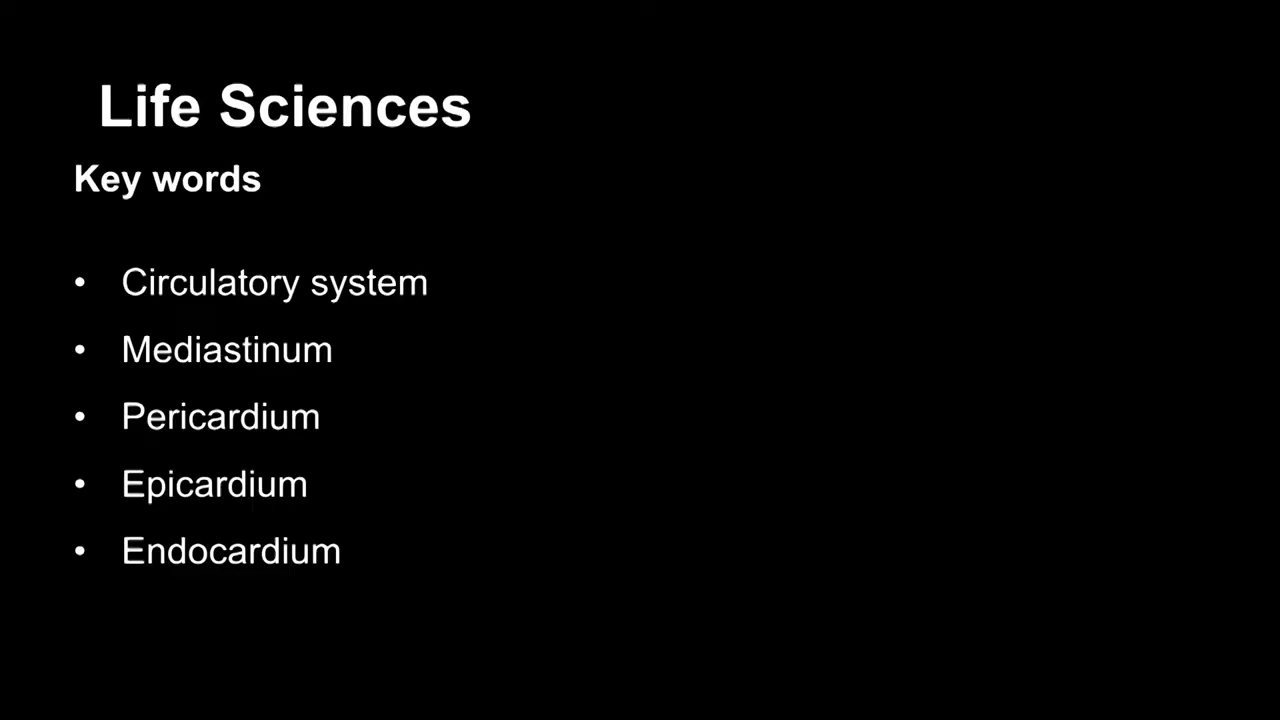 Life Sciences
Key words
• Circulatory system
• Mediastinum
• Pericardium
• Epicardium
• Endocardium